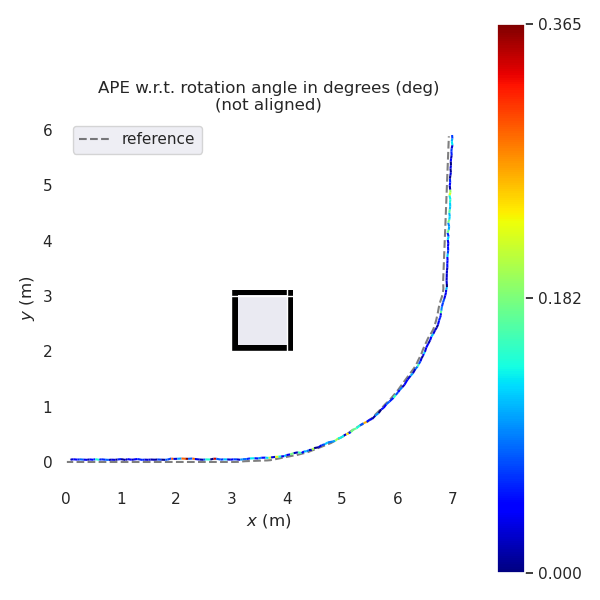 APE w.r.t. rotation angle in degrees (deg)
(not aligned)
reference
6
5
4
3
2
1
0
y (m)
0 1 2 3 4 5 6 7
x (m)
0.365
0.182
0.000